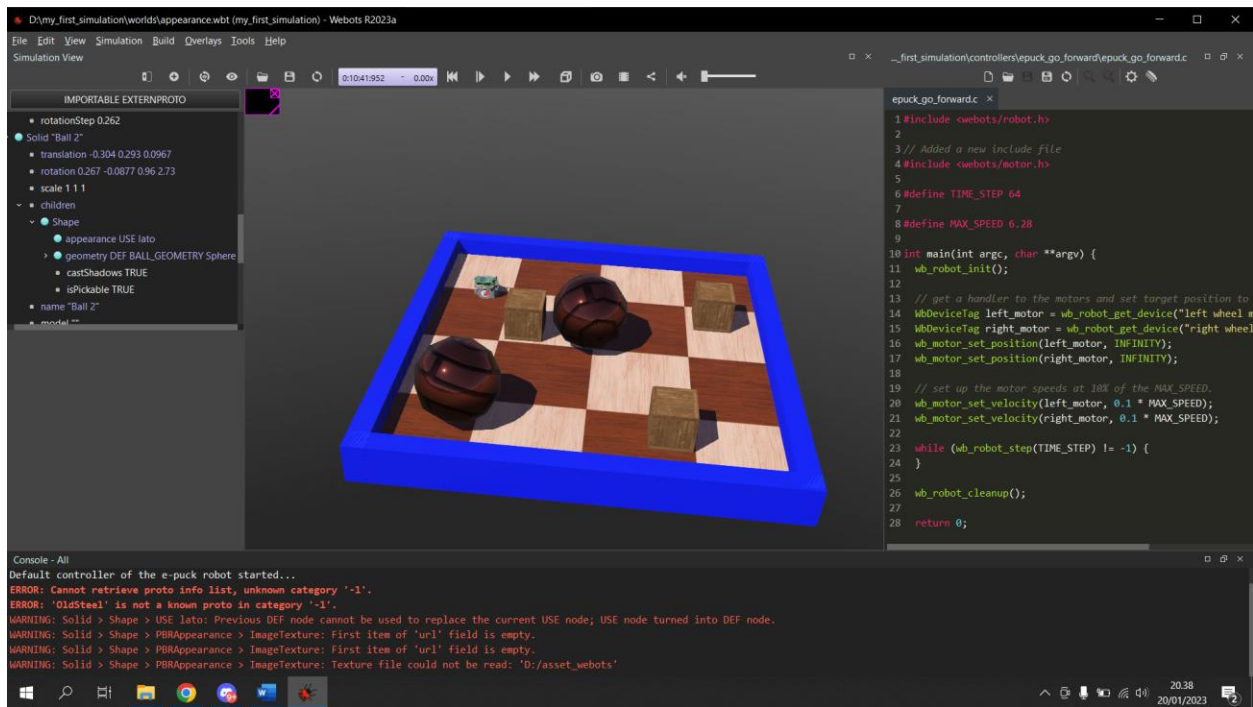 D:\my_first_simulation\worlds\appearance.wbt (my_first_simulation) - Webots R2023a
File Edit View Simulation Build Overlays Tools Help
Simulation View
0:10:41:952 - 0.00x
IMPORTABLE EXTERNPROTO
rotationStep 0.262
Solid "Ball 2"
translation -0.304 0.293 0.0967
rotation 0.267 -0.0877 0.96 2.73
scale 1 1 1
children
Shape
appearance USE lato
geometry DEF BALL_GEOMETRY Sphere
castShadows TRUE
isPickable TRUE
name "Ball 2"
model ""
..._first_simulation\controllers\epuck_go_forward\epuck_go_forward.c
epuck_go_forward.c
1 #include <webots/robot.h>
2
3 // Added a new include file
4 #include <webots/motor.h>
5
6 #define TIME_STEP 64
7
8 #define MAX_SPEED 6.28
9
10 int main(int argc, char **argv) {
11 wb_robot_init();
12
13 // get a handler to the motors and set target position to
14 WbDeviceTag left_motor = wb_robot_get_device("left wheel m
15 WbDeviceTag right_motor = wb_robot_get_device("right wheel
16 wb_motor_set_position(left_motor, INFINITY);
17 wb_motor_set_position(right_motor, INFINITY);
18
19 // set up the motor speeds at 10% of the MAX_SPEED.
20 wb_motor_set_velocity(left_motor, 0.1 * MAX_SPEED);
21 wb_motor_set_velocity(right_motor, 0.1 * MAX_SPEED);
22
23 while (wb_robot_step(TIME_STEP) != -1) {
24 }
25
26 wb_robot_cleanup();
27
28 return 0;
Console - All
Default controller of the e-puck robot started...
ERROR: Cannot retrieve proto info list, unknown category '-1'.
ERROR: 'OldSteel' is not a known proto in category '-1'.
WARNING: Solid > Shape > USE lato: Previous DEF node cannot be used to replace the current USE node; USE node turned into DEF node.
WARNING: Solid > Shape > PBRAppearance > ImageTexture: First item of 'url' field is empty.
WARNING: Solid > Shape > PBRAppearance > ImageTexture: First item of 'url' field is empty.
WARNING: Solid > Shape > PBRAppearance > ImageTexture: Texture file could not be read: 'D:/asset_webots'
20.38
20/01/2023